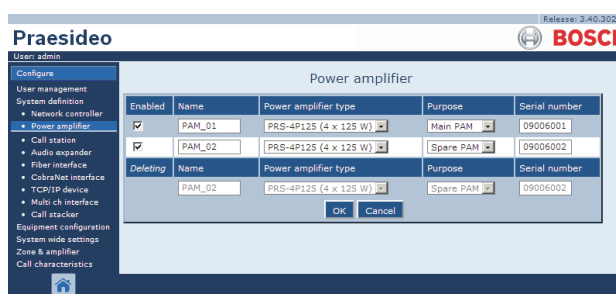 Release: 3.40.302
Praesideo
BOSCH
User: admin
Configure
User management
System definition
• Network controller
• Power amplifier
• Call station
• Audio expander
• Fiber interface
• CobraNet interface
• TCP/IP device
• Multi ch interface
• Call stacker
Equipment configuration
System wide settings
Zone & amplifier
Call characteristics
Power amplifier
Enabled Name Power amplifier type Purpose Serial number
PAM_01 PRS-4P125 (4 x 125 W) Main PAM 09006001
PAM_02 PRS-4P125 (4 x 125 W) Spare PAM 09006002
Deleting Name Power amplifier type Purpose Serial number
PAM_02 PRS-4P125 (4 x 125 W) Spare PAM 09006002
OK Cancel